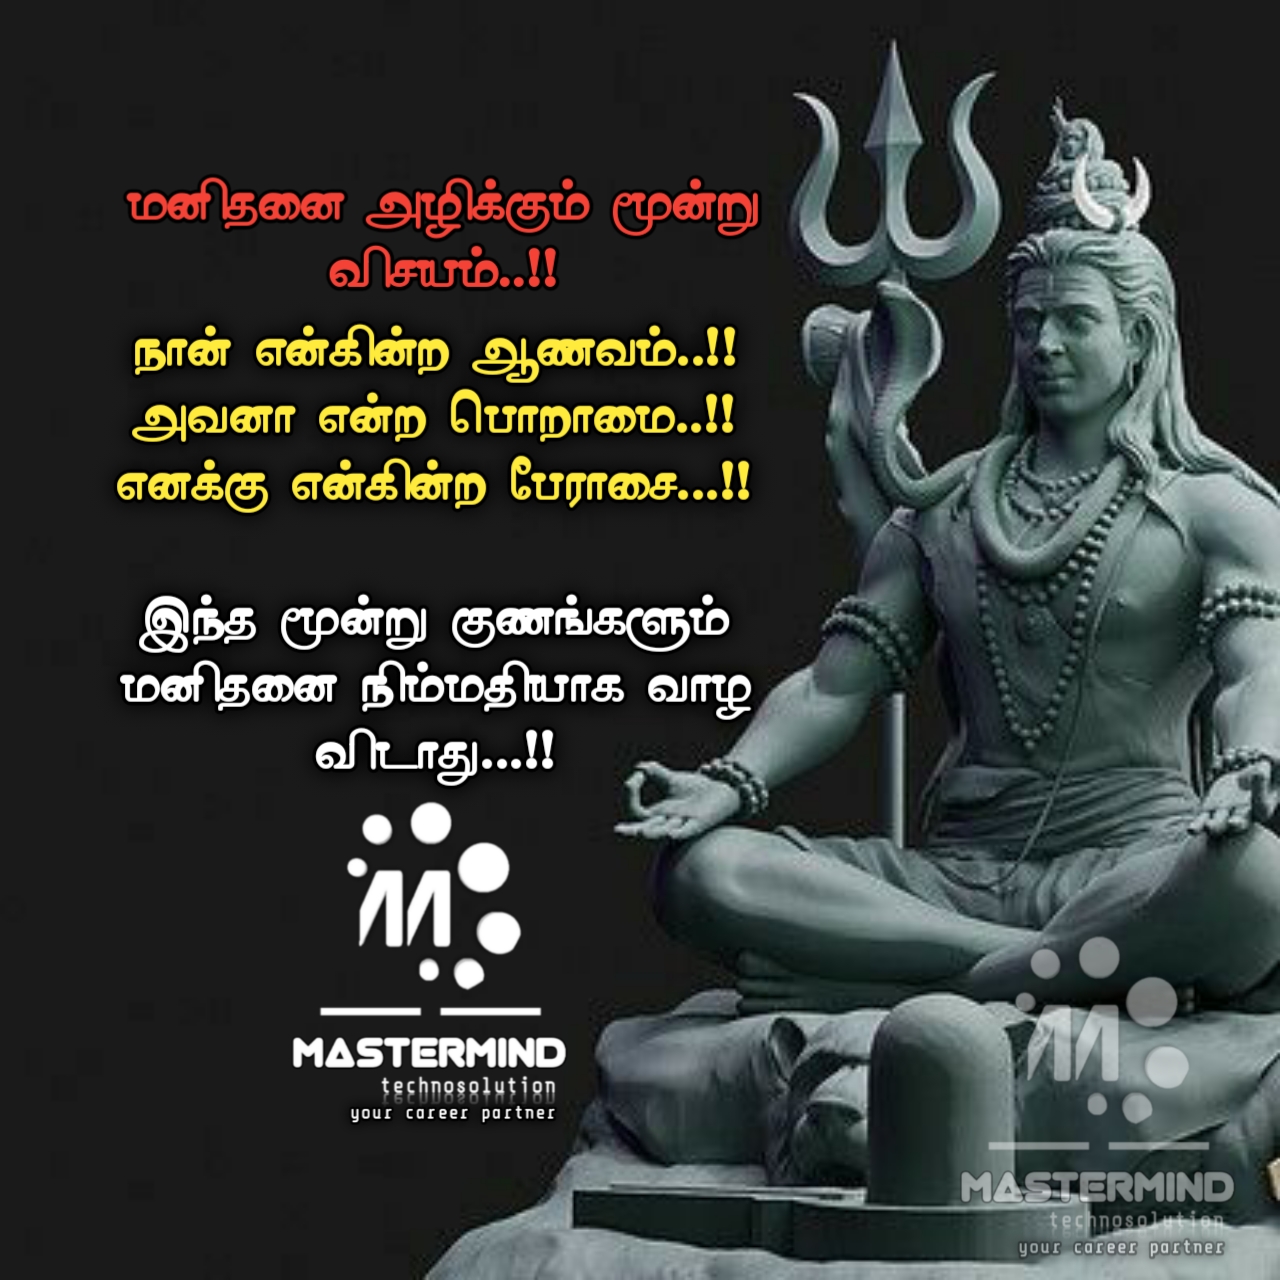 மனிதனை அழிக்கும் மூன்று
விசயம்..!!
நான் என்கின்ற ஆணவம்..!!
அவனா என்ற பொறாமை..!!
எனக்கு என்கின்ற பேராசை...!!
இந்த மூன்று குணங்களும்
மனிதனை நிம்மதியாக வாழ
விடாது...!!
M
MASTERMIND
technosolution
your career partner
M
MASTERMIND
technosolution
your career partner